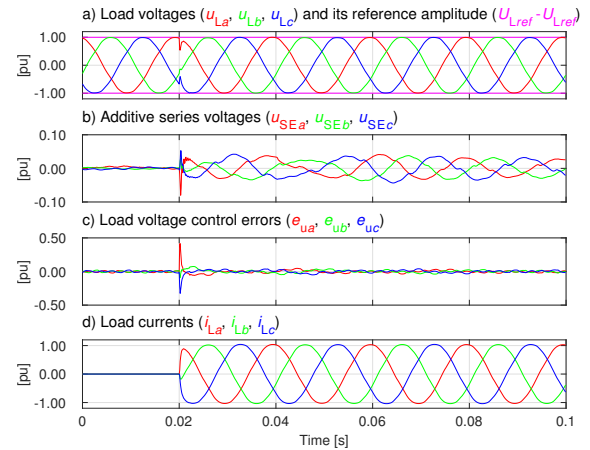 a) Load voltages (uLa, uLb, uLc) and its reference amplitude (ULref - ULref)
1.00
0.00
-1.00
[pu]
b) Additive series voltages (uSEa, uSEb, uSEc)
0.10
0.00
-0.10
[pu]
c) Load voltage control errors (eua, eub, euc)
0.50
0.00
-0.50
[pu]
d) Load currents (iLa, iLb, iLc)
1.00
0.00
-1.00
[pu]
0 0.02 0.04 0.06 0.08 0.1
Time [s]